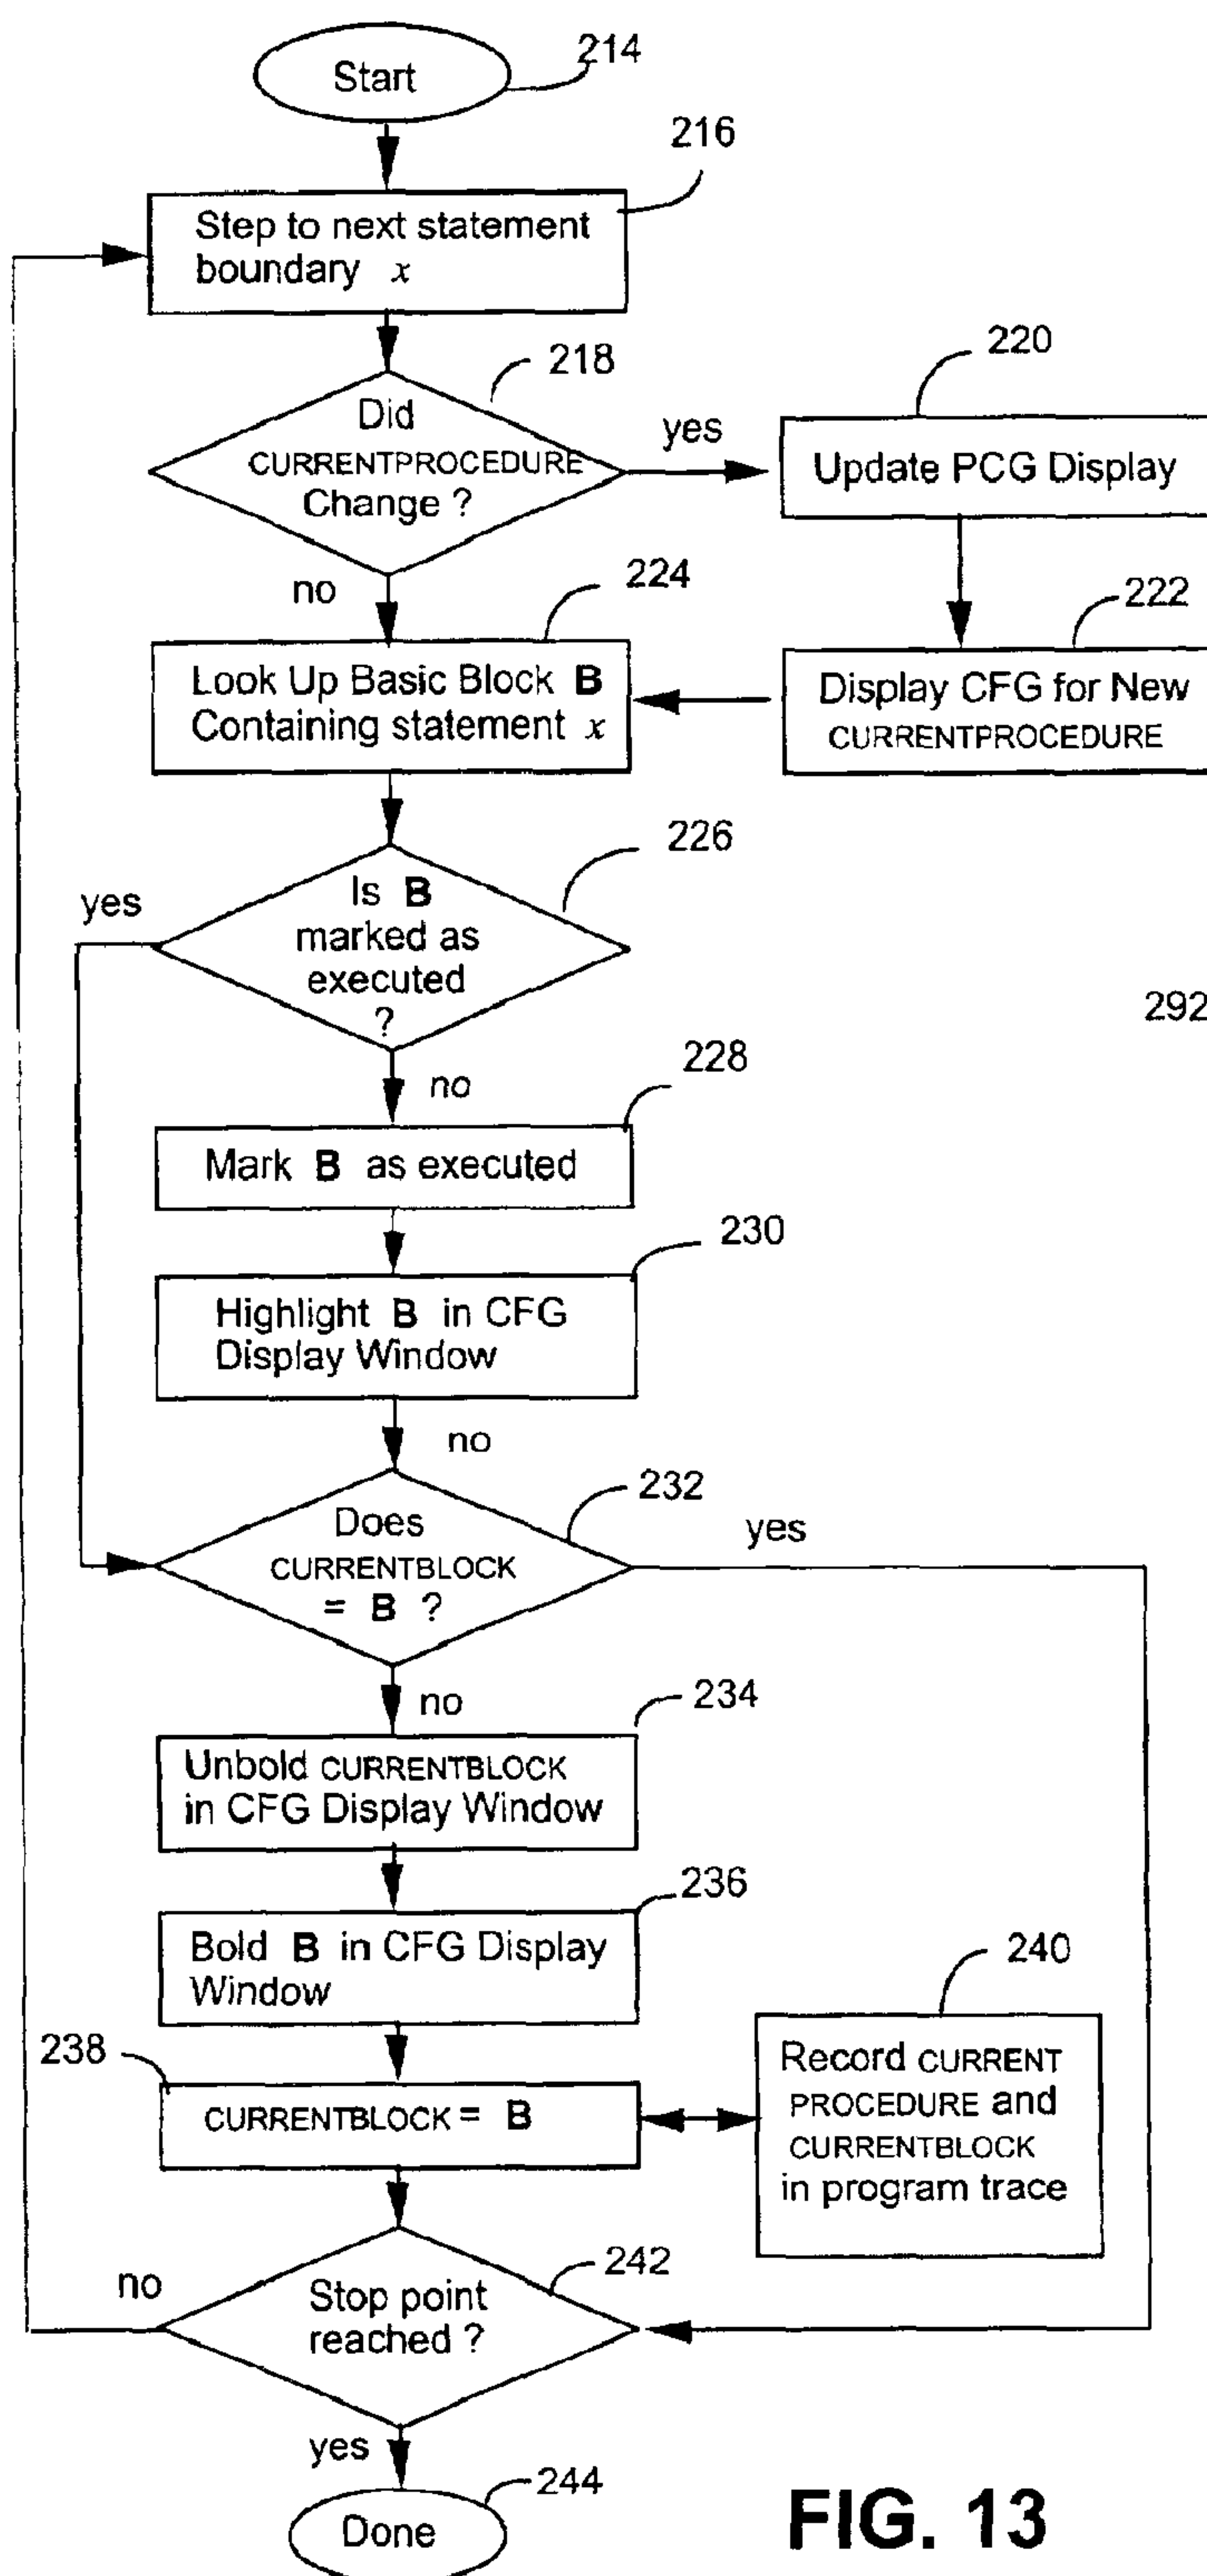 Start
214
216
Step to next statement
boundary x
218
Did
CURRENTPROCEDURE
Change ?
yes
220
Update PCG Display
no
224
222
Look Up Basic Block B
Containing statement x
Display CFG for New
CURRENTPROCEDURE
226
yes
Is B
marked as
executed
?
292
no
228
Mark B as executed
230
Highlight B in CFG
Display Window
no
232
Does
CURRENTBLOCK
= B ?
yes
no
234
Unbold CURRENTBLOCK
in CFG Display Window
236
Bold B in CFG Display
Window
238
CURRENTBLOCK = B
240
Record CURRENT
PROCEDURE and
CURRENTBLOCK
in program trace
no
242
Stop point
reached ?
yes
244
Done
FIG. 13